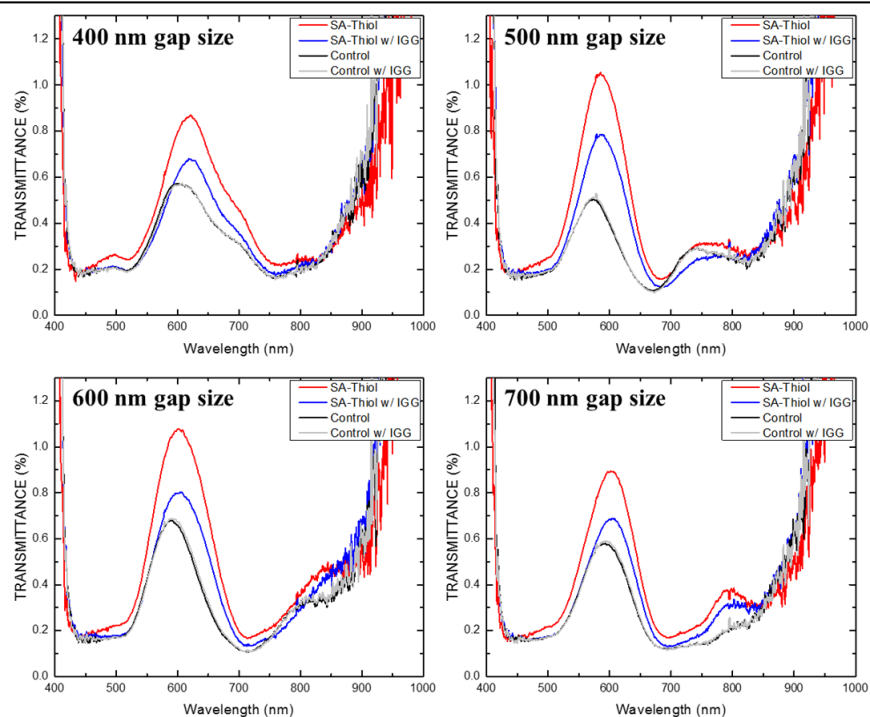 400 nm gap size
SA-Thiol
SA-Thiol w/ IGG
Control
Control w/ IGG
TRANSMITTANCE (%)
1.2
1.0
0.8
0.6
0.4
0.2
0.0
400 500 600 700 800 900 1000
Wavelength (nm)
500 nm gap size
SA-Thiol
SA-Thiol w/ IGG
Control
Control w/ IGG
TRANSMITTANCE (%)
1.2
1.0
0.8
0.6
0.4
0.2
0.0
400 500 600 700 800 900 1000
Wavelength (nm)
600 nm gap size
SA-Thiol
SA-Thiol w/ IGG
Control
Control w/ IGG
TRANSMITTANCE (%)
1.2
1.0
0.8
0.6
0.4
0.2
0.0
400 500 600 700 800 900 1000
Wavelength (nm)
700 nm gap size
SA-Thiol
SA-Thiol w/ IGG
Control
Control w/ IGG
TRANSMITTANCE (%)
1.2
1.0
0.8
0.6
0.4
0.2
0.0
400 500 600 700 800 900 1000
Wavelength (nm)